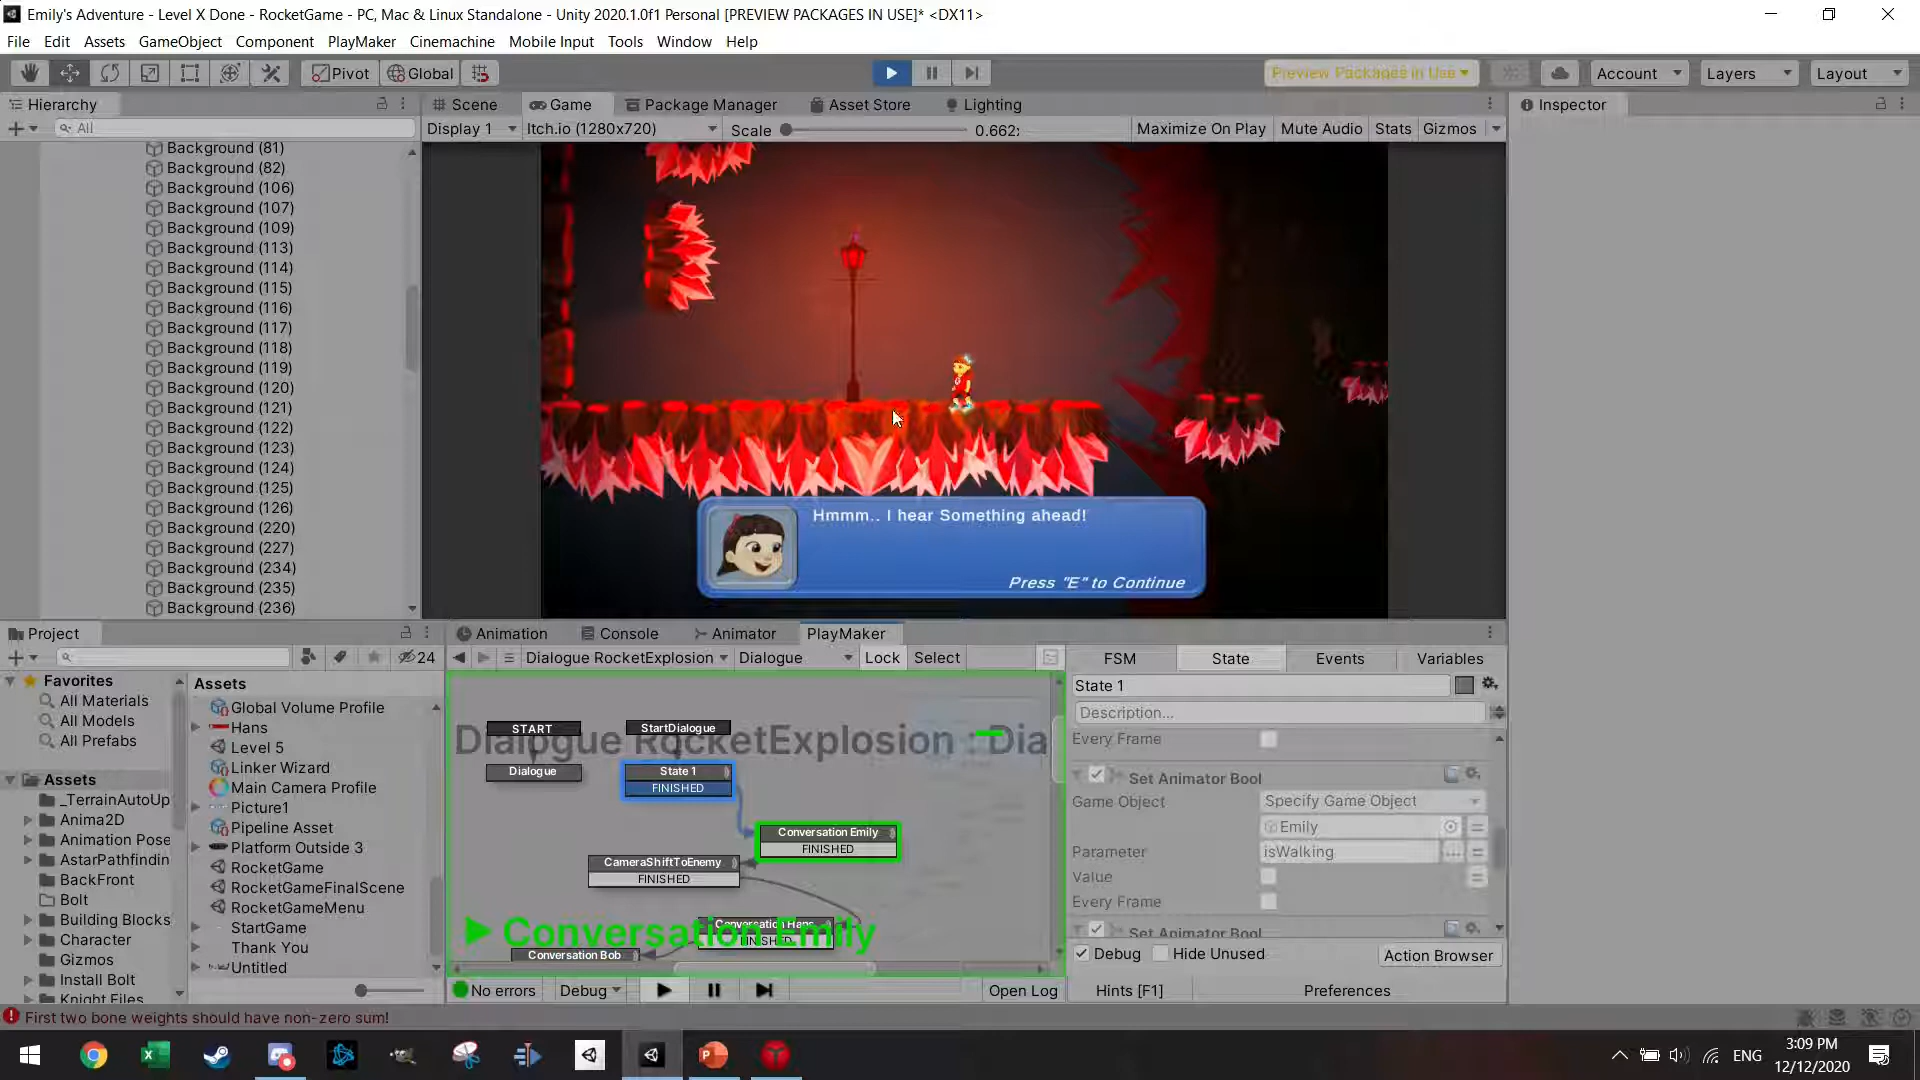 Emily's Adventure - Level X Done - RocketGame - PC, Mac & Linux Standalone - Unity 2020.1.0f1 Personal [PREVIEW PACKAGES IN USE]* <DX11>
File Edit Assets GameObject Component PlayMaker Cinemachine Mobile Input Tools Window Help
Pivot Global Preview Packages in Use Account Layers Layout
Hierarchy
All
Background (81)
Background (82)
Background (106)
Background (107)
Background (109)
Background (113)
Background (114)
Background (115)
Background (116)
Background (117)
Background (118)
Background (119)
Background (120)
Background (121)
Background (122)
Background (123)
Background (124)
Background (125)
Background (126)
Background (220)
Background (227)
Background (234)
Background (235)
Background (236)
Scene Game Package Manager Asset Store Lighting
Display 1 Itch.io (1280x720) Scale 0.662: Maximize On Play Mute Audio Stats Gizmos
Hmmm.. I hear Something ahead!
Press "E" to Continue
Inspector
Project
24
Favorites
All Materials
All Models
All Prefabs
Assets
_TerrainAutoUp
Anima2D
Animation Pose
AstarPathfindin
BackFront
Bolt
Building Blocks
Character
Gizmos
Install Bolt
Knight Files
Assets
Global Volume Profile
Hans
Level 5
Linker Wizard
Main Camera Profile
Picture1
Pipeline Asset
Platform Outside 3
RocketGame
RocketGameFinalScene
RocketGameMenu
StartGame
Thank You
Untitled
Animation Console Animator PlayMaker
Dialogue RocketExplosion Dialogue Lock Select
Dialogue RocketExplosion : Dia
START
Dialogue
StartDialogue
State 1
FINISHED
Conversation Emily
FINISHED
CameraShiftToEnemy
FINISHED
Conversation Hans
FINISHED
Conversation Bob
Conversation Emily
No errors Debug Open Log
FSM State Events Variables
State 1
Description...
Every Frame
Set Animator Bool
Game Object Specify Game Object
Emily
Parameter isWalking
Value
Every Frame
Set Animator Bool
Debug Hide Unused Action Browser
Hints [F1] Preferences
First two bone weights should have non-zero sum!
ENG
3:09 PM
12/12/2020